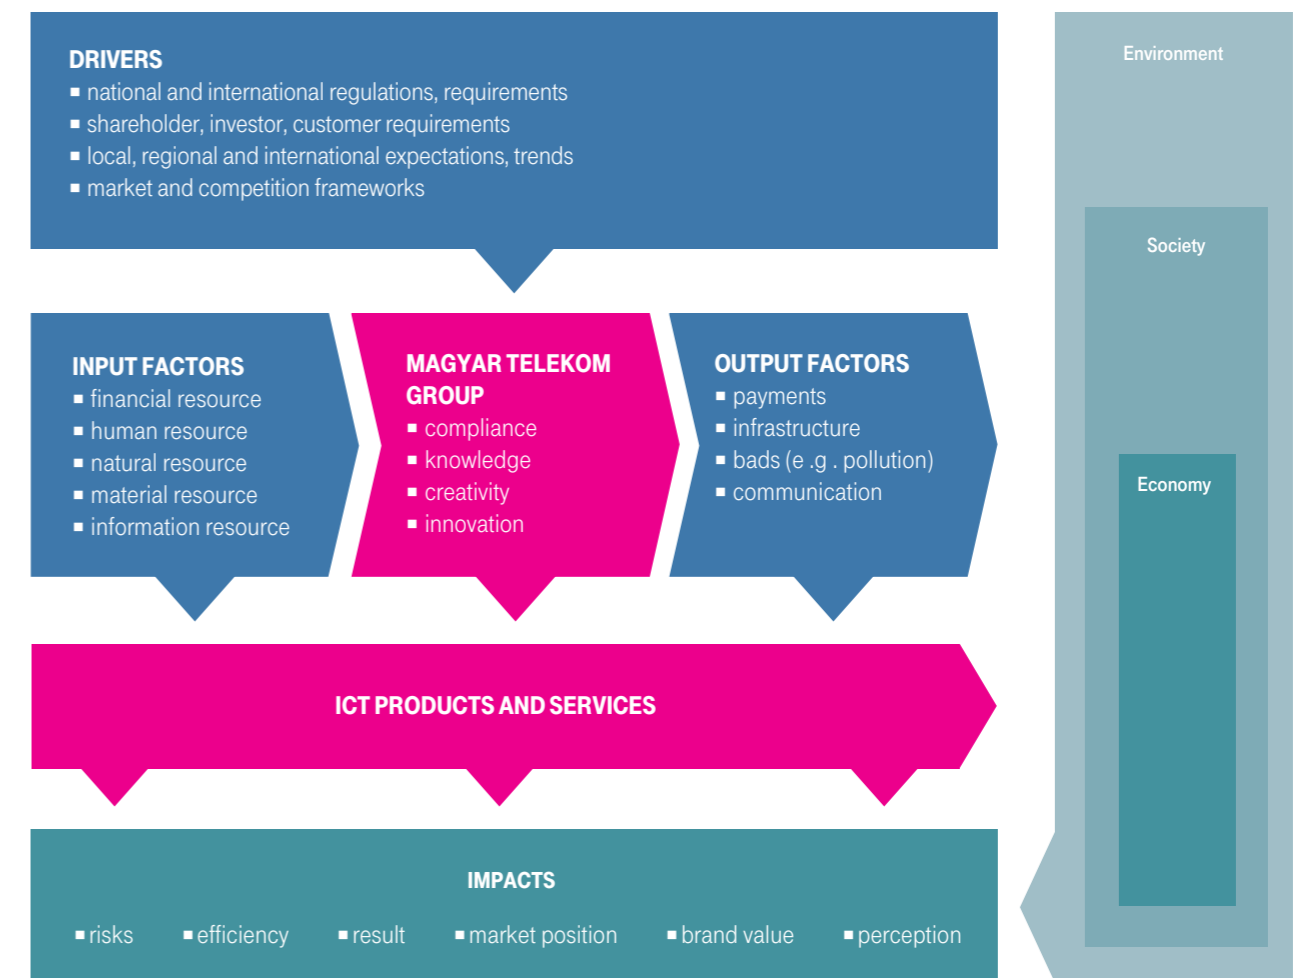 DRIVERS
▪ national and international regulations, requirements
▪ shareholder, investor, customer requirements
▪ local, regional and international expectations, trends
▪ market and competition frameworks
INPUT FACTORS
▪ financial resource
▪ human resource
▪ natural resource
▪ material resource
▪ information resource
MAGYAR TELEKOM
GROUP
▪ compliance
▪ knowledge
▪ creativity
▪ innovation
OUTPUT FACTORS
▪ payments
▪ infrastructure
▪ bads (e .g . pollution)
▪ communication
ICT PRODUCTS AND SERVICES
IMPACTS
▪ risks ▪ efficiency ▪ result ▪ market position ▪ brand value ▪ perception
Environment
Society
Economy